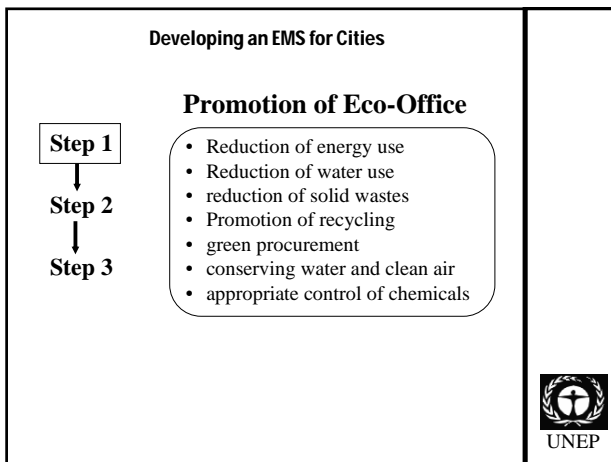 Developing an EMS for Cities
Promotion of Eco-Office
Step 1
Step 2
Step 3
• Reduction of energy use
• Reduction of water use
• reduction of solid wastes
• Promotion of recycling
• green procurement
• conserving water and clean air
• appropriate control of chemicals
UNEP